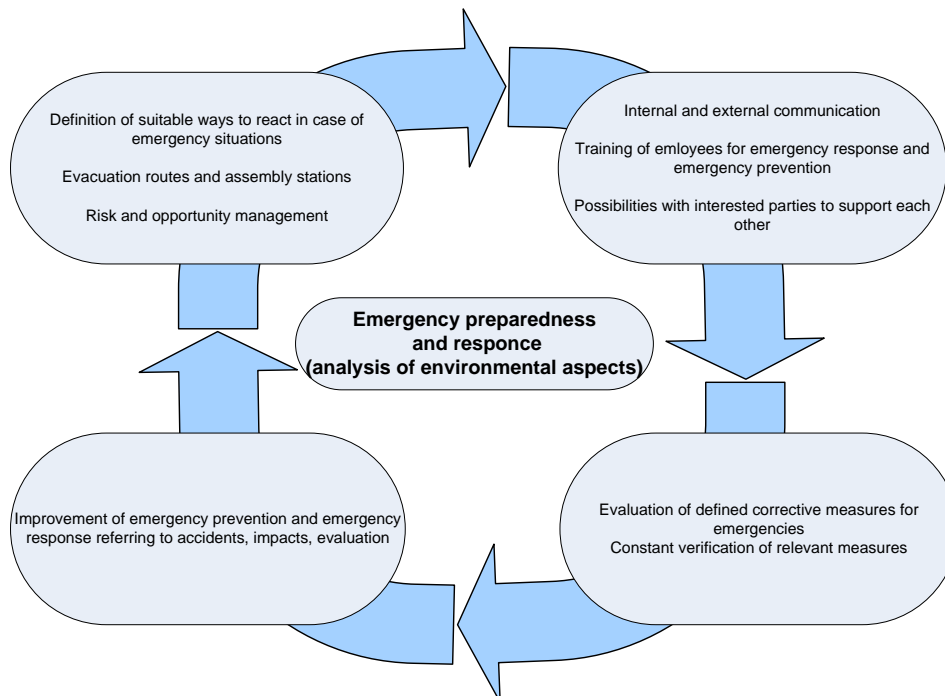 Definition of suitable ways to react in case of
emergency situations
Evacuation routes and assembly stations
Risk and opportunity management
Internal and external communication
Training of emloyees for emergency response and
emergency prevention
Possibilities with interested parties to support each
other
Emergency preparedness
and responce
(analysis of environmental aspects)
Improvement of emergency prevention and emergency
response referring to accidents, impacts, evaluation
Evaluation of defined corrective measures for
emergencies
Constant verification of relevant measures